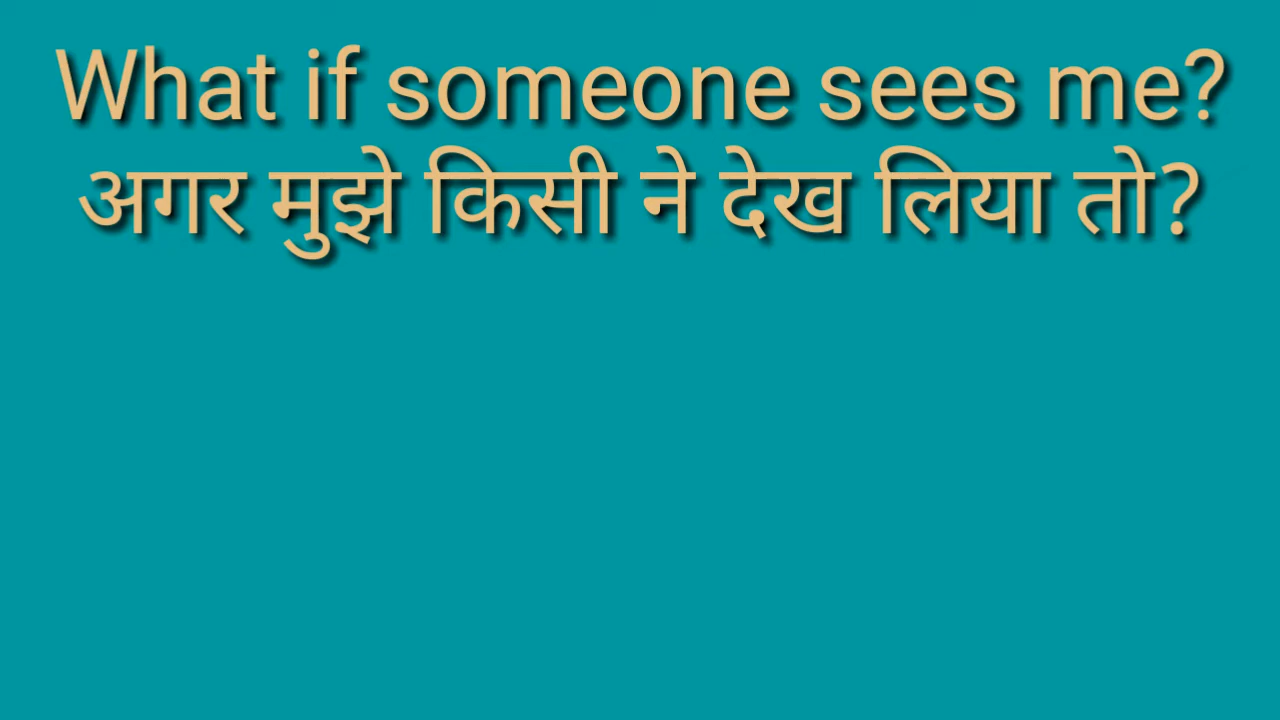 What if someone sees me?
अगर मुझे किसी ने देख लिया तो?